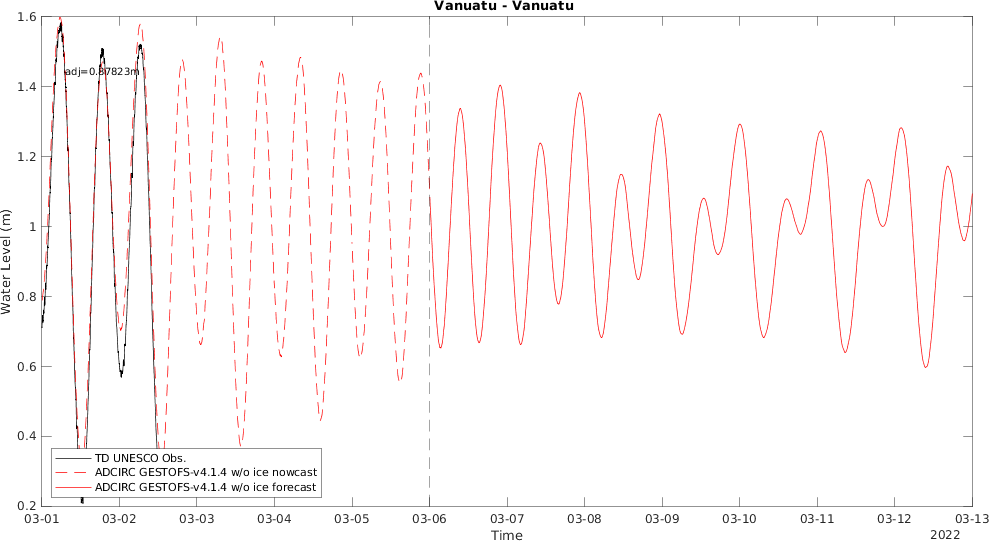 Vanuatu - Vanuatu
1.6
1.4
1.2
1
0.8
0.6
0.4
0.2
Water Level (m)
adj=0.87823m
TD UNESCO Obs.
ADCIRC GESTOFS-v4.1.4 w/o ice nowcast
ADCIRC GESTOFS-v4.1.4 w/o ice forecast
03-01 03-02 03-03 03-04 03-05 03-06 03-07 03-08 03-09 03-10 03-11 03-12 03-13
Time
2022